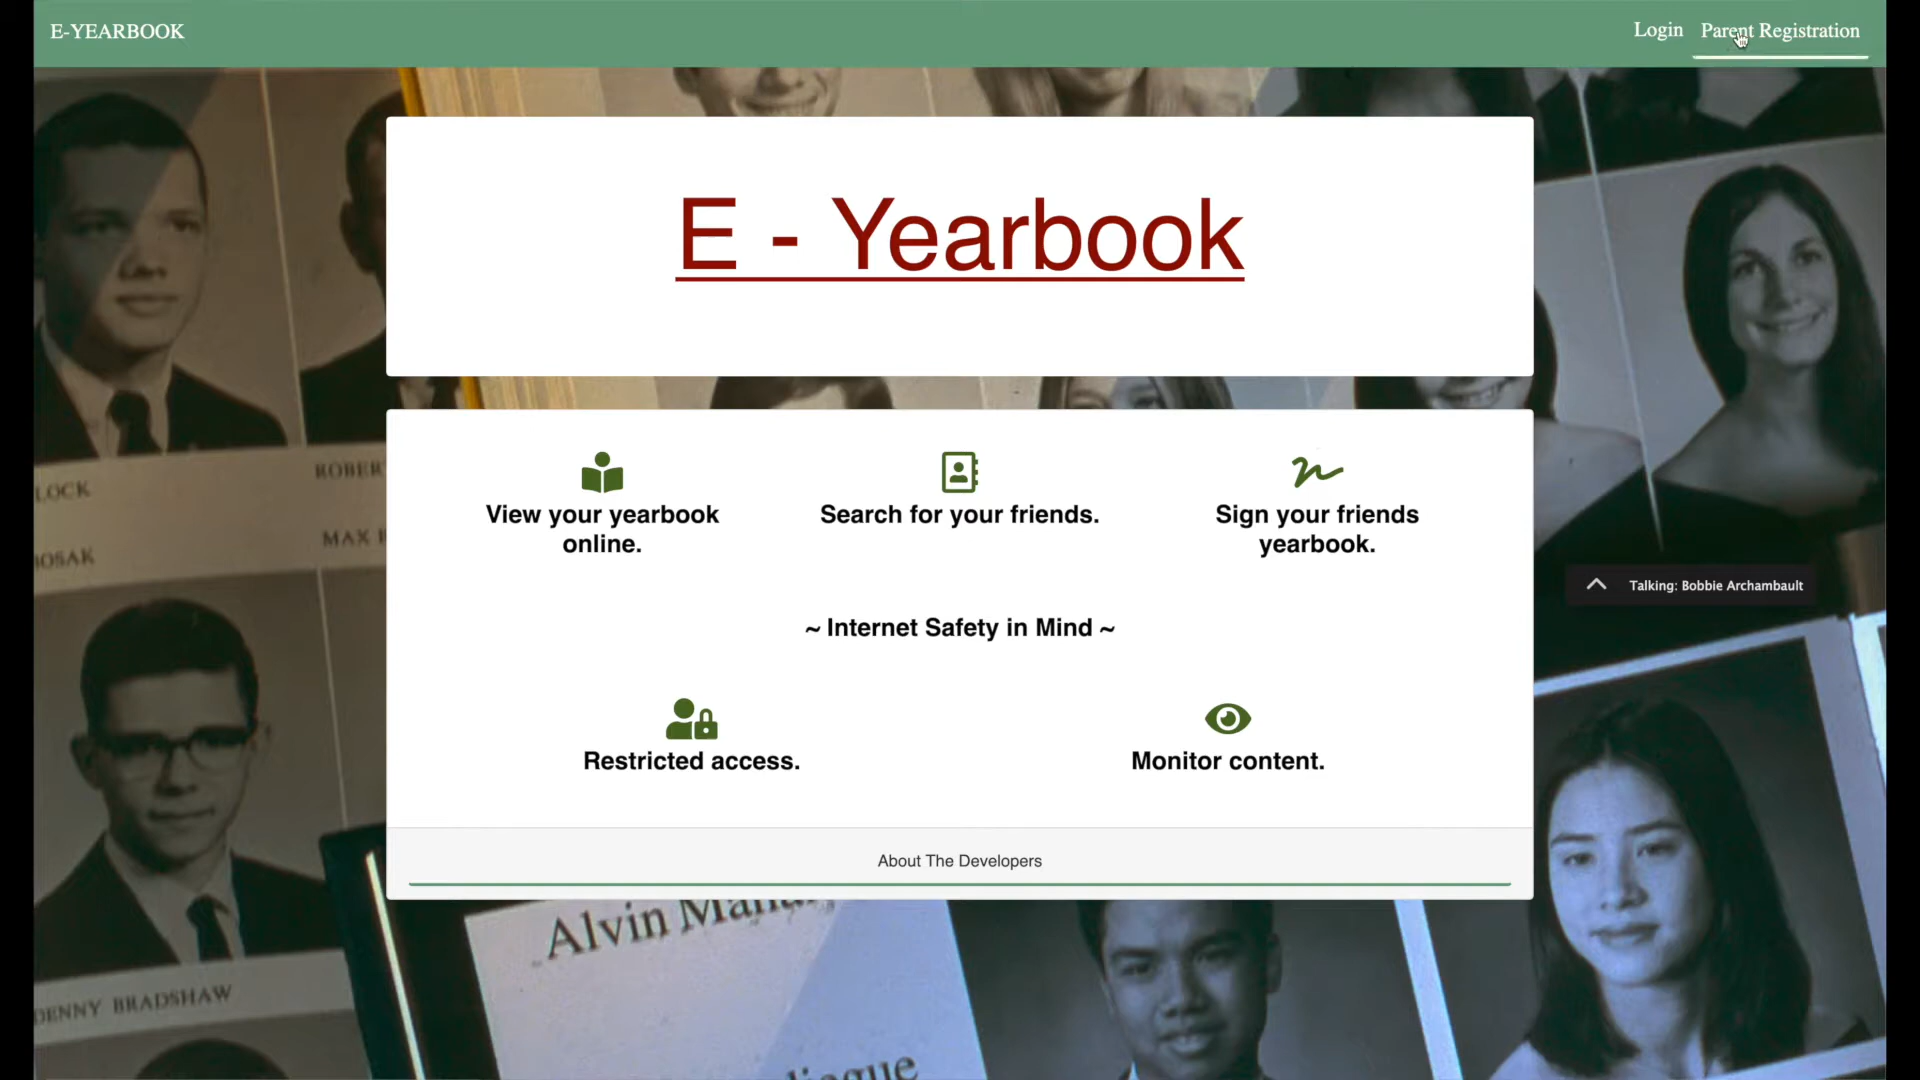 E-YEARBOOK
Login Parent Registration
E - Yearbook
LOCK
ROBER
MAX
OSAK
View your yearbook
online.
Search for your friends.
Sign your friends
yearbook.
Talking: Bobbie Archambault
~ Internet Safety in Mind ~
Restricted access.
Monitor content.
About The Developers
Alvin
DENNY BRADSHAW